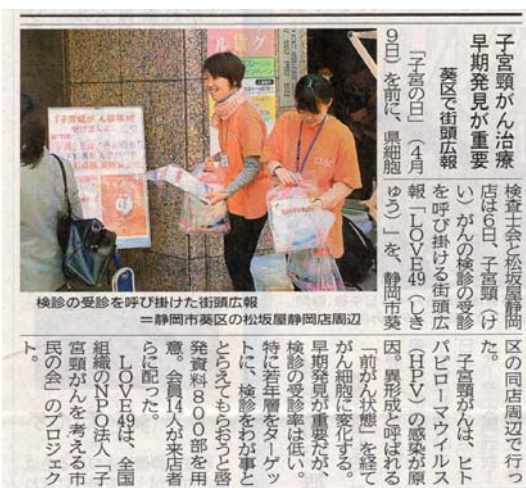 子宮頸がん治療
早期発見が重要
葵区で街頭広報
「子宮の日」(4月
9日)を前に、県細胞
検査士会と松坂屋静岡
店は6日、子宮頸(け
い)がんの検診の受診
を呼び掛ける街頭広
報「LOVE49(しき
ゅう)」を、静岡市葵
区の同店周辺で行っ
た。
子宮頸がんは、ヒト
パピローマウイルス
(HPV)の感染が原
因。異形成と呼ばれる
「前がん状態」を経て
がん細胞に変化する。
早期発見が重要だが、
検診の受診率は低い。
特に若年層をターゲッ
トに、検診をわが事と
とらえてもらおうと啓
発資料800部を用
意。会員14人が来店者
らに配った。
LOVE49は、全国
組織のNPO法人「子
宮頸がんを考える市
民の会」のプロジェク
ト。
検診の受診を呼び掛けた街頭広報
=静岡市葵区の松坂屋静岡店周辺